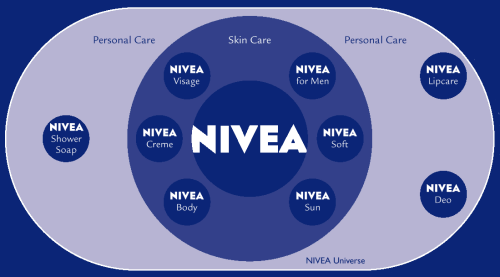 Personal Care
Skin Care
Personal Care
NIVEA
Visage
NIVEA
for Men
NIVEA
Lipcare
NIVEA
Shower
Soap
NIVEA
Creme
NIVEA
NIVEA
Soft
NIVEA
Body
NIVEA
Sun
NIVEA
Deo
NIVEA Universe